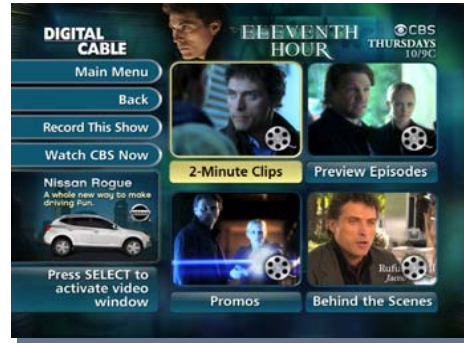 DIGITAL
CABLE
ELEVENTH
HOUR
CBS
THURSDAYS
10/9C
Main Menu
Back
Record This Show
Watch CBS Now
2-Minute Clips
Preview Episodes
Nissan Rogue
A whole new way to make
driving fun.
Press SELECT to
activate video
window
Promos
Behind the Scenes